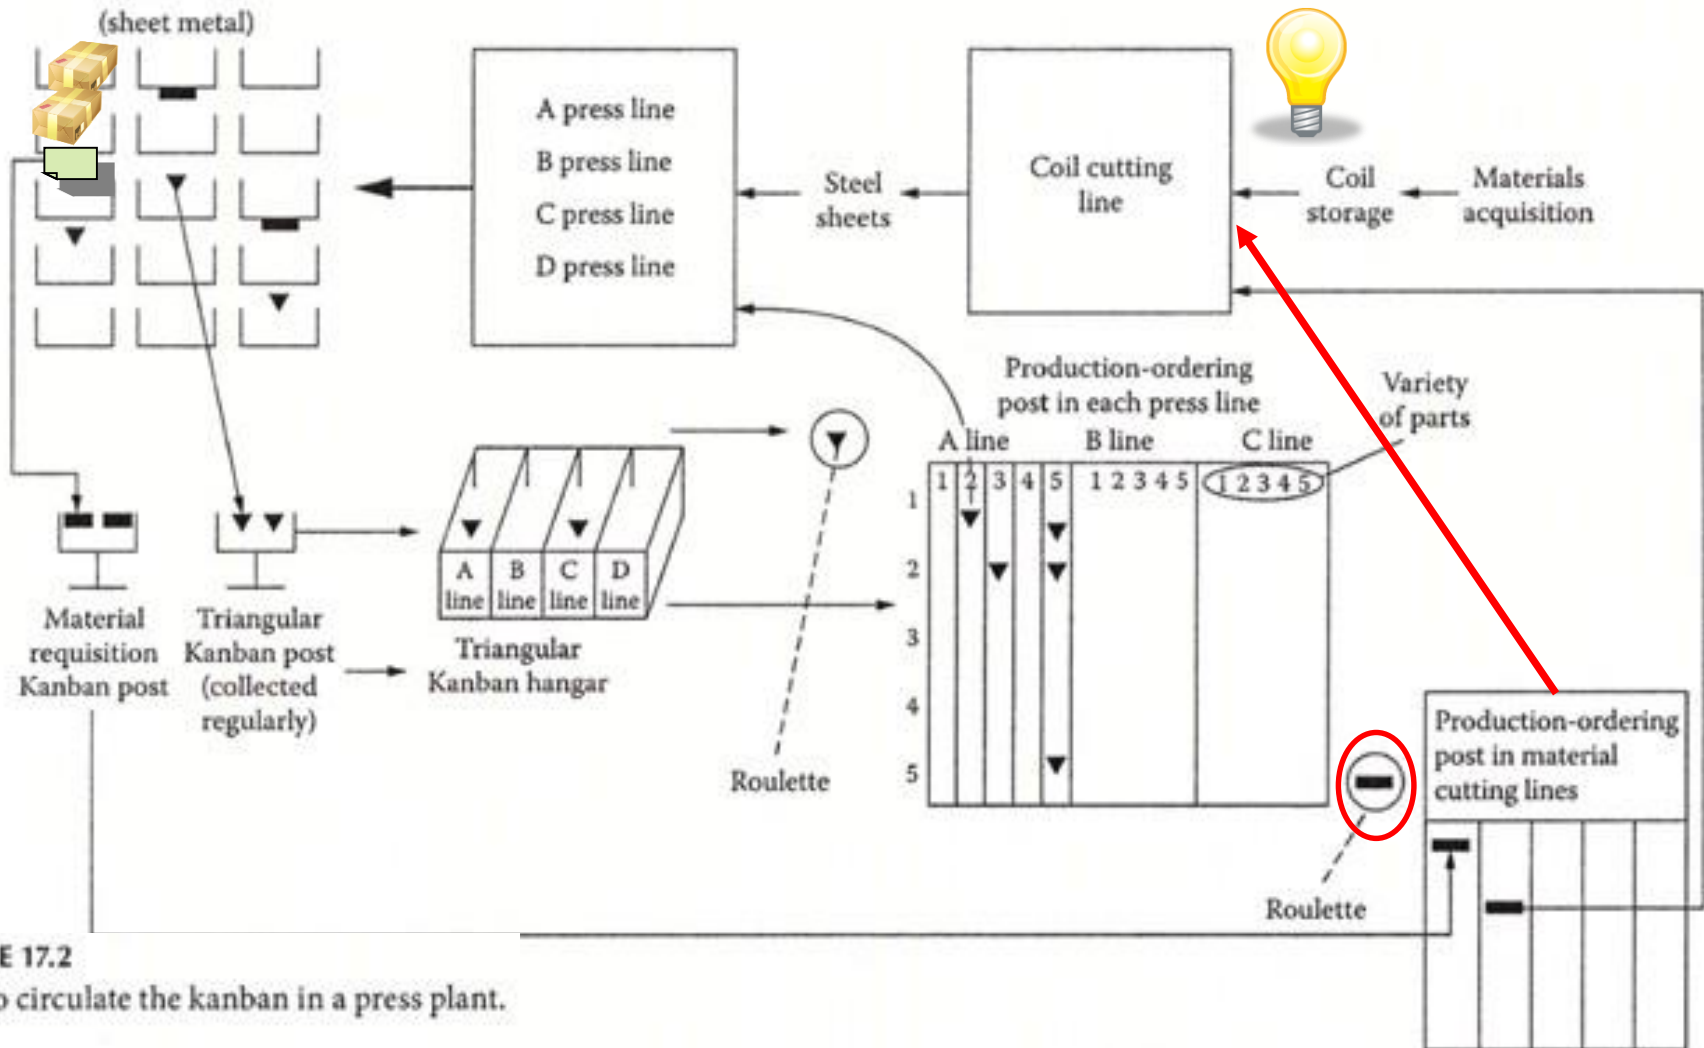 (sheet metal)
A press line
B press line
C press line
D press line
Steel
sheets
Coil cutting
line
Coil
storage
Materials
acquisition
Production-ordering
post in each press line
Variety
of parts
A line
B line
C line
1 2 3 4 5
1 2 3 4 5
1 2 3 4 5
1
2
3
4
5
A
line
B
line
C
line
D
line
Triangular
Kanban hangar
Material
requisition
Kanban post
Triangular
Kanban post
(collected
regularly)
Roulette
Roulette
Production-ordering
post in material
cutting lines
E 17.2
o circulate the kanban in a press plant.